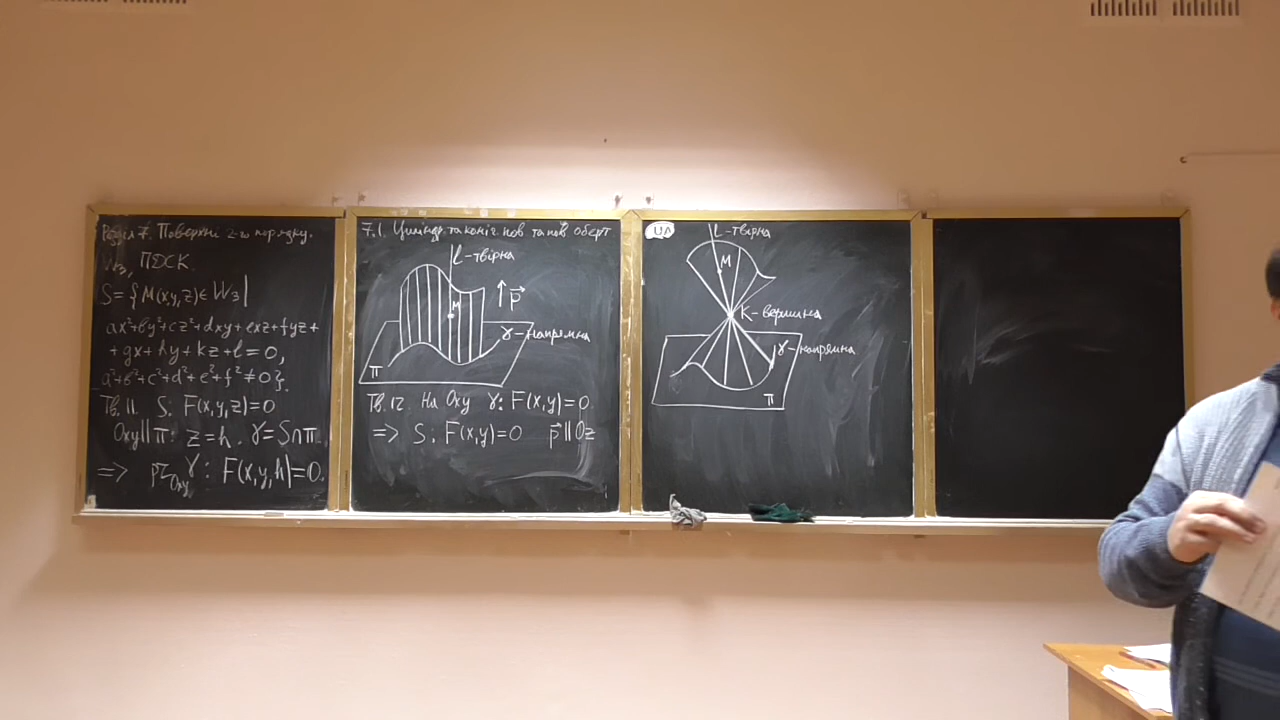 Розділ 7. Поверхні 2-го порядку.
W₃, ПДСК.
S = { M(x,y,z) ∈ W₃ |
ax²+by²+cz²+dxy+exz+fyz+
+gx+hy+kz+l=0,
a²+b²+c²+d²+e²+f²≠0}.
Тв. 11. S: F(x,y,z)=0
Oxy || π: z=h. γ=S∩π
=> pr_Oxy γ: F(x,y,h)=0.
7.1. Циліндр. та коніч. пов та пов оберт
l-твірна
M
p⃗
γ-напрямна
π
Тв. 12. На Oxy γ: F(x,y)=0.
=> S: F(x,y)=0 p⃗ || Oz
UA
l-твірна
M
K-вершина
γ-напрямна
π